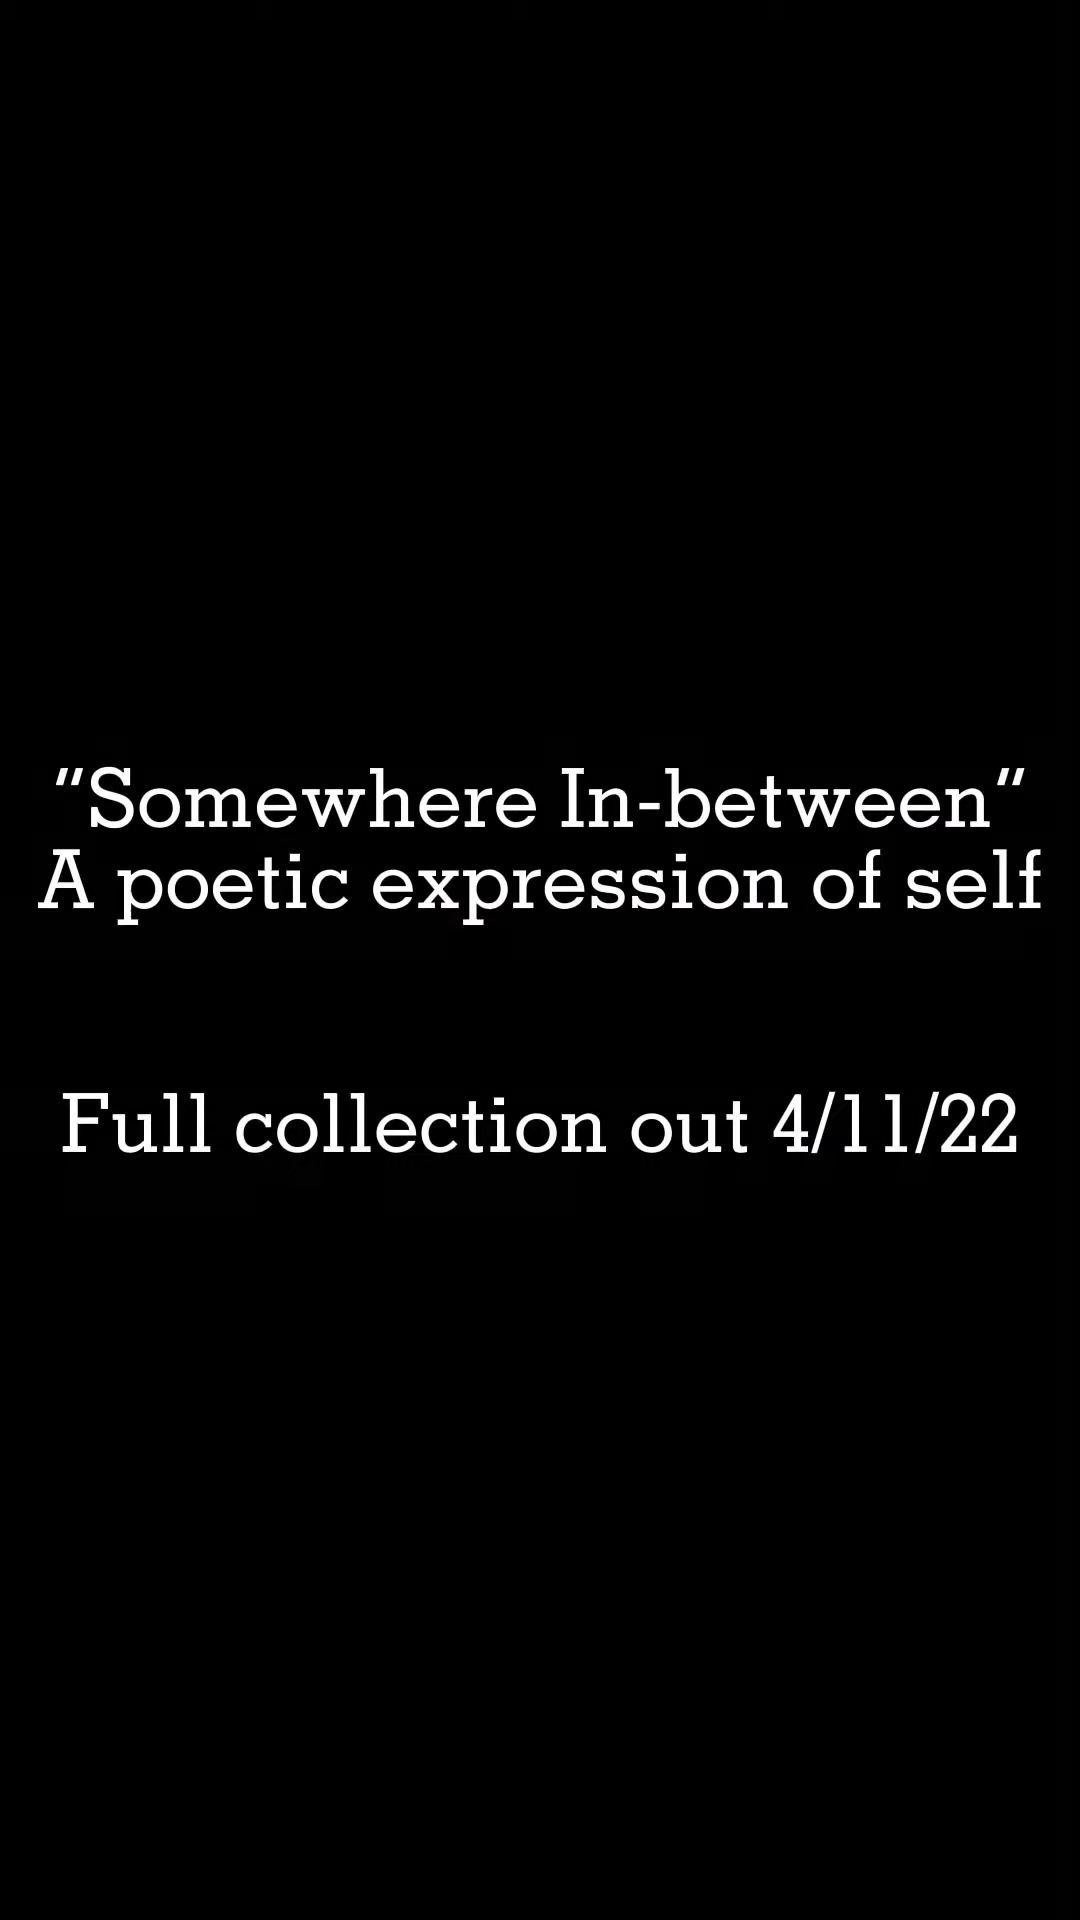 “Somewhere In-between”
A poetic expression of self
Full collection out 4/11/22